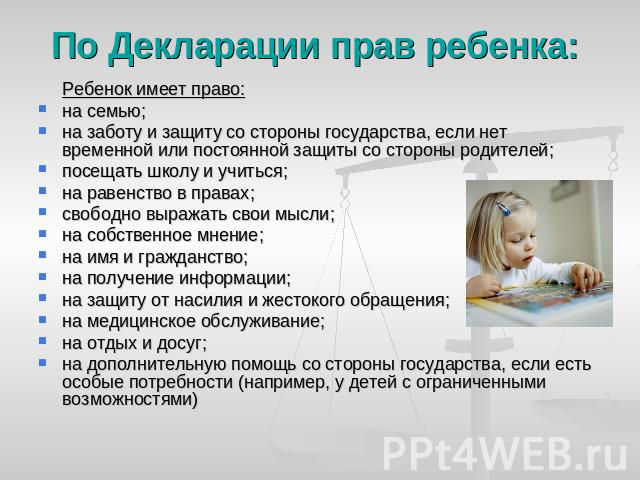 По Декларации прав ребенка:
Ребенок имеет право:
на семью;
на заботу и защиту со стороны государства, если нет
временной или постоянной защиты со стороны родителей;
посещать школу и учиться;
на равенство в правах;
свободно выражать свои мысли;
на собственное мнение;
на имя и гражданство;
на получение информации;
на защиту от насилия и жестокого обращения;
на медицинское обслуживание;
на отдых и досуг;
на дополнительную помощь со стороны государства, если есть
особые потребности (например, у детей с ограниченными
возможностями)
PPt4WEB.ru